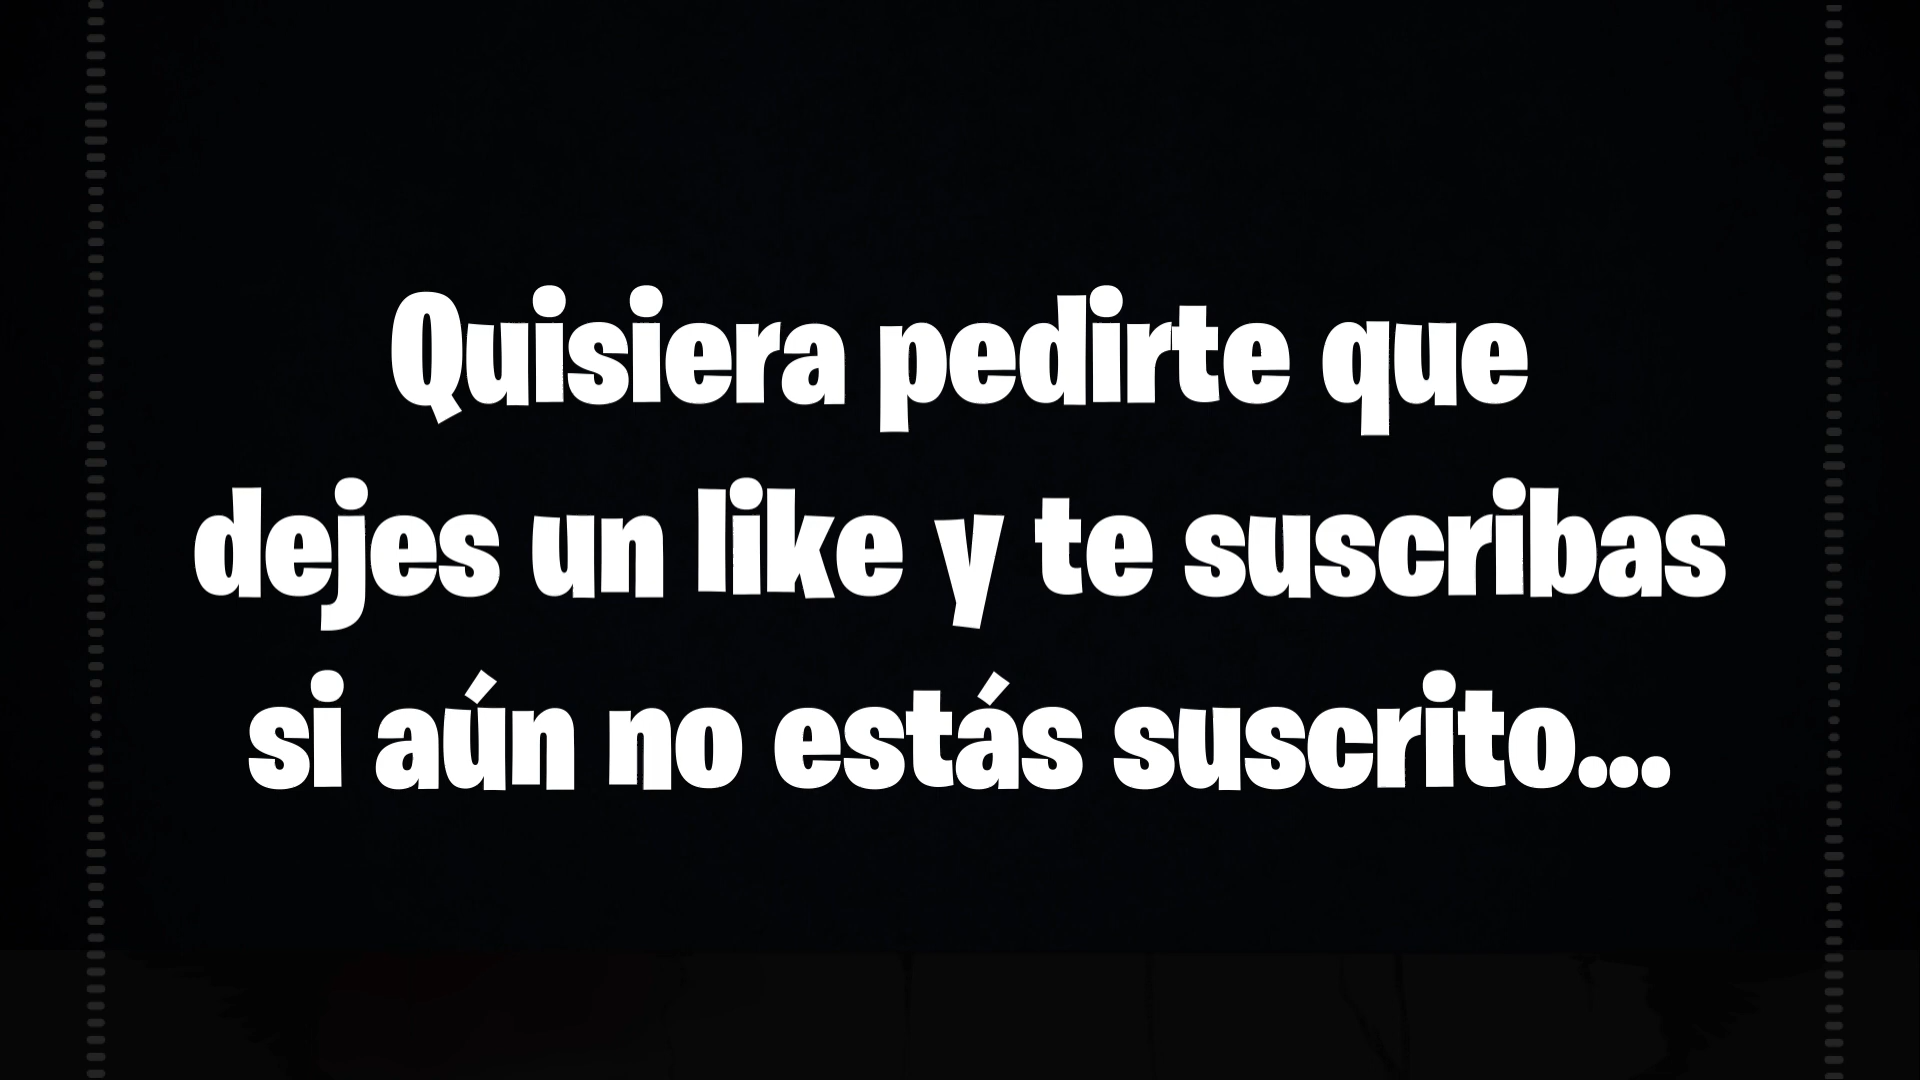 Quisiera pedirte que
dejes un like y te suscribas
si aún no estás suscrito...